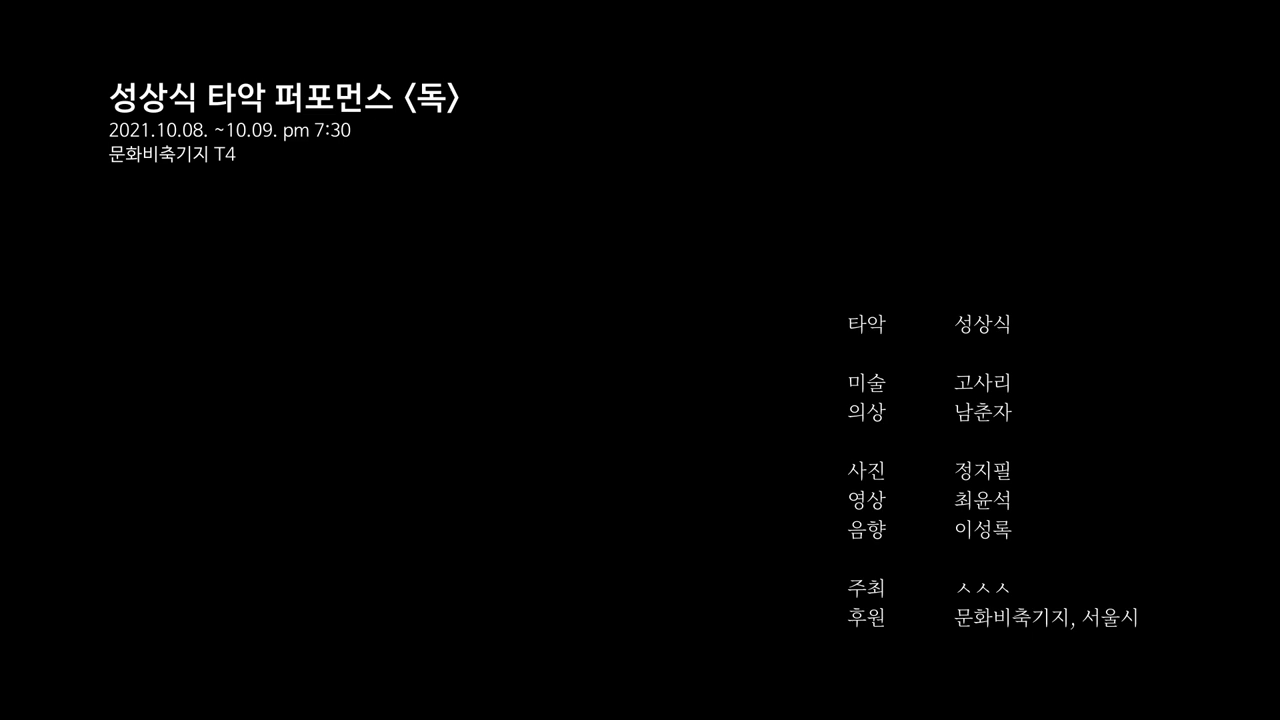 성상식 타악 퍼포먼스 〈독〉
2021.10.08. ~10.09. pm 7:30
문화비축기지 T4
타악 성상식
미술 고사리
의상 남춘자
사진 정지필
영상 최윤석
음향 이성록
주최 ㅅㅅㅅ
후원 문화비축기지, 서울시